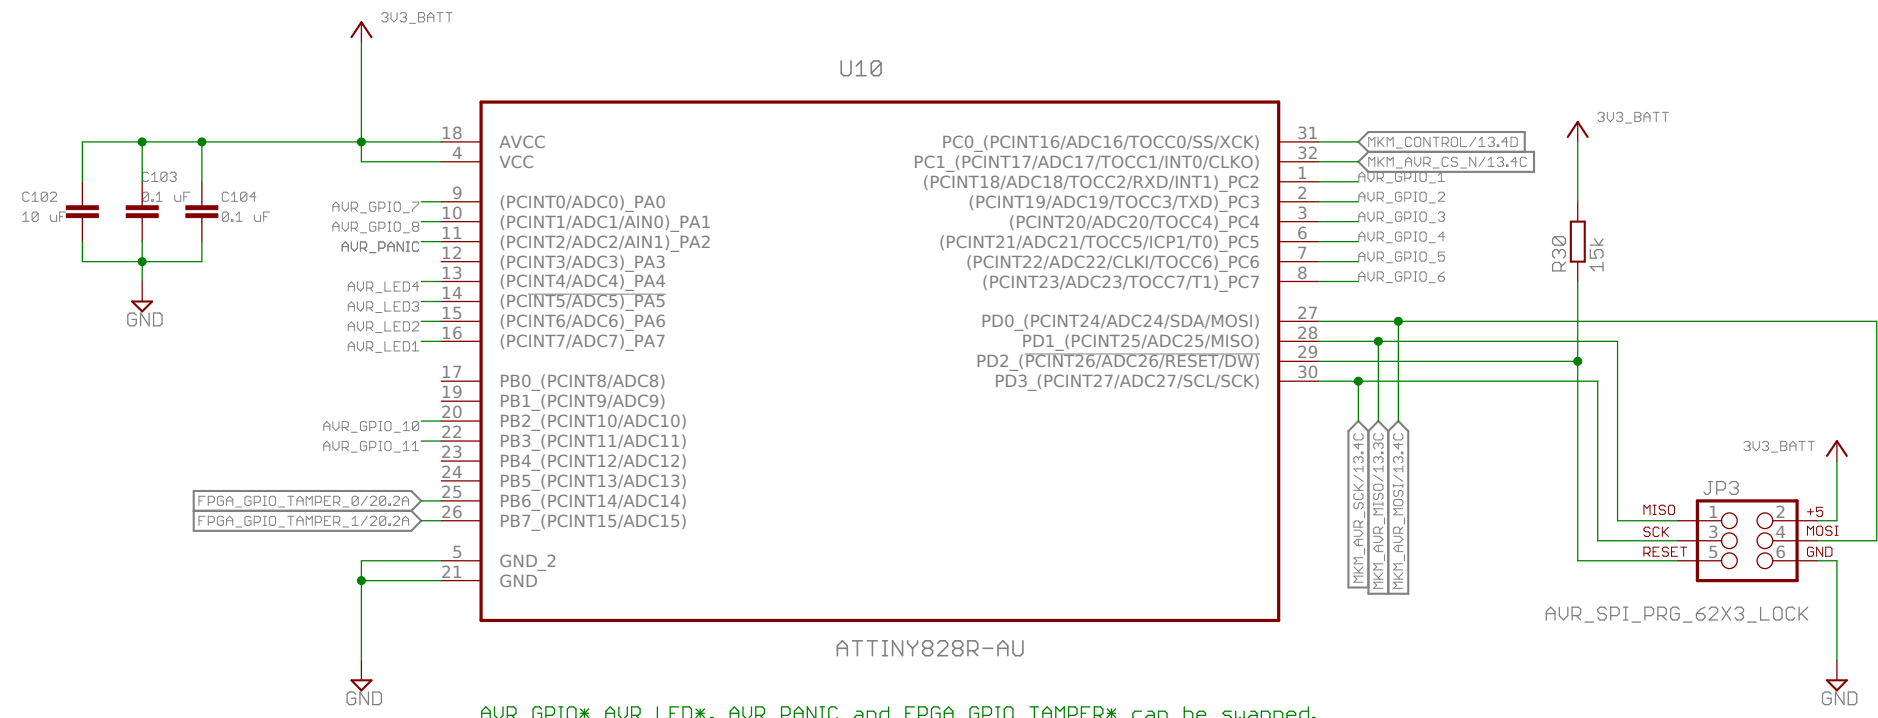 3V3_BATT
U10
18 AVCC
4 VCC
9 (PCINT0/ADC0)_PA0
10 (PCINT1/ADC1/AIN0)_PA1
11 (PCINT2/ADC2/AIN1)_PA2
12 (PCINT3/ADC3)_PA3
13 (PCINT4/ADC4)_PA4
14 (PCINT5/ADC5)_PA5
15 (PCINT6/ADC6)_PA6
16 (PCINT7/ADC7)_PA7
17 PB0_(PCINT8/ADC8)
19 PB1_(PCINT9/ADC9)
20 PB2_(PCINT10/ADC10)
22 PB3_(PCINT11/ADC11)
23 PB4_(PCINT12/ADC12)
24 PB5_(PCINT13/ADC13)
25 PB6_(PCINT14/ADC14)
26 PB7_(PCINT15/ADC15)
5 GND_2
21 GND
C102
10 uF
C103
0.1 uF
C104
0.1 uF
GND
AVR_GPIO_7
AVR_GPIO_8
AVR_PANIC
AVR_LED4
AVR_LED3
AVR_LED2
AVR_LED1
AVR_GPIO_10
AVR_GPIO_11
FPGA_GPIO_TAMPER_0/20.2A
FPGA_GPIO_TAMPER_1/20.2A
GND
PC0_(PCINT16/ADC16/TOCC0/SS/XCK) 31
PC1_(PCINT17/ADC17/TOCC1/INT0/CLKO) 32
(PCINT18/ADC18/TOCC2/RXD/INT1)_PC2 1
(PCINT19/ADC19/TOCC3/TXD)_PC3 2
(PCINT20/ADC20/TOCC4)_PC4 3
(PCINT21/ADC21/TOCC5/ICP1/T0)_PC5 6
(PCINT22/ADC22/CLKI/TOCC6)_PC6 7
(PCINT23/ADC23/TOCC7/T1)_PC7 8
PD0_(PCINT24/ADC24/SDA/MOSI) 27
PD1_(PCINT25/ADC25/MISO) 28
PD2_(PCINT26/ADC26/RESET/DW) 29
PD3_(PCINT27/ADC27/SCL/SCK) 30
MKM_CONTROL/13.4D
MKM_AVR_CS_N/13.4C
AVR_GPIO_1
AVR_GPIO_2
AVR_GPIO_3
AVR_GPIO_4
AVR_GPIO_5
AVR_GPIO_6
MKM_AVR_SCK/13.4C
MKM_AVR_MISO/13.3C
MKM_AVR_MOSI/13.4C
3V3_BATT
R30
15k
3V3_BATT
JP3
MISO 1 2 +5
SCK 3 4 MOSI
RESET 5 6 GND
AVR_SPI_PRG_62X3_LOCK
GND
ATTINY828R-AU
AVR_GPIO*, AVR_LED*, AVR_PANIC and FPGA_GPIO_TAMPER* can be swapped.